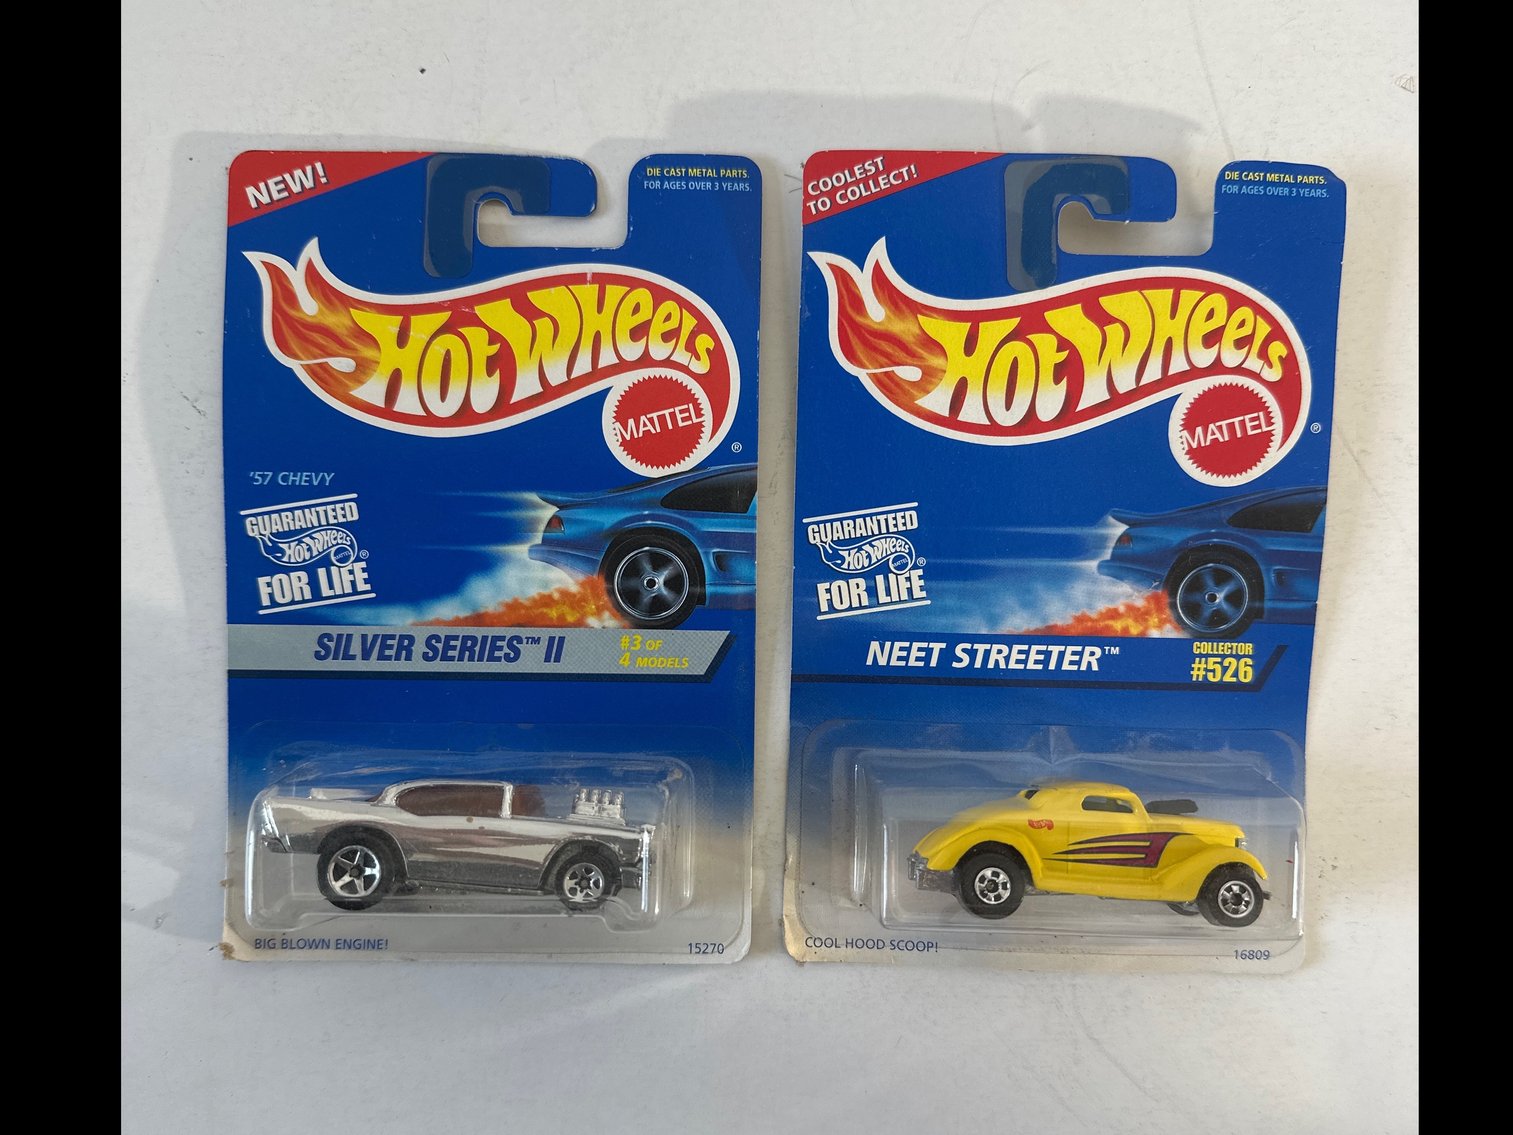 NEW!
DIE CAST METAL PARTS.
FOR AGES OVER 3 YEARS.
HOT WHEELS
MATTEL
®
'57 CHEVY
GUARANTEED
HOT WHEELS
MATTEL
®
FOR LIFE
SILVER SERIES™ II
#3 OF
4 MODELS
BIG BLOWN ENGINE!
15270
COOLEST
TO COLLECT!
DIE CAST METAL PARTS.
FOR AGES OVER 3 YEARS.
HOT WHEELS
MATTEL
®
GUARANTEED
HOT WHEELS
MATTEL
®
FOR LIFE
NEET STREETER™
COLLECTOR
#526
COOL HOOD SCOOP!
16809